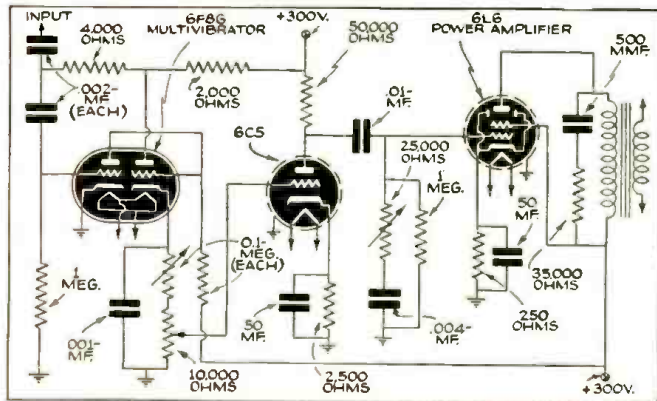 INPUT
4,000
OHMS
6F8G
MULTIVIBRATOR
+300V.
50,000
OHMS
6L6
POWER AMPLIFIER
500
MMF.
.002-
MF.
(EACH)
2,000
OHMS
.01-
MF.
6C5
25,000
OHMS
1
MEG.
50
MF.
1
MEG.
0.1-
MEG.
(EACH)
35,000
OHMS
.001-
MF.
50
MF.
.004-
MF.
250
OHMS
10,000
OHMS
2,500
OHMS
+300V.